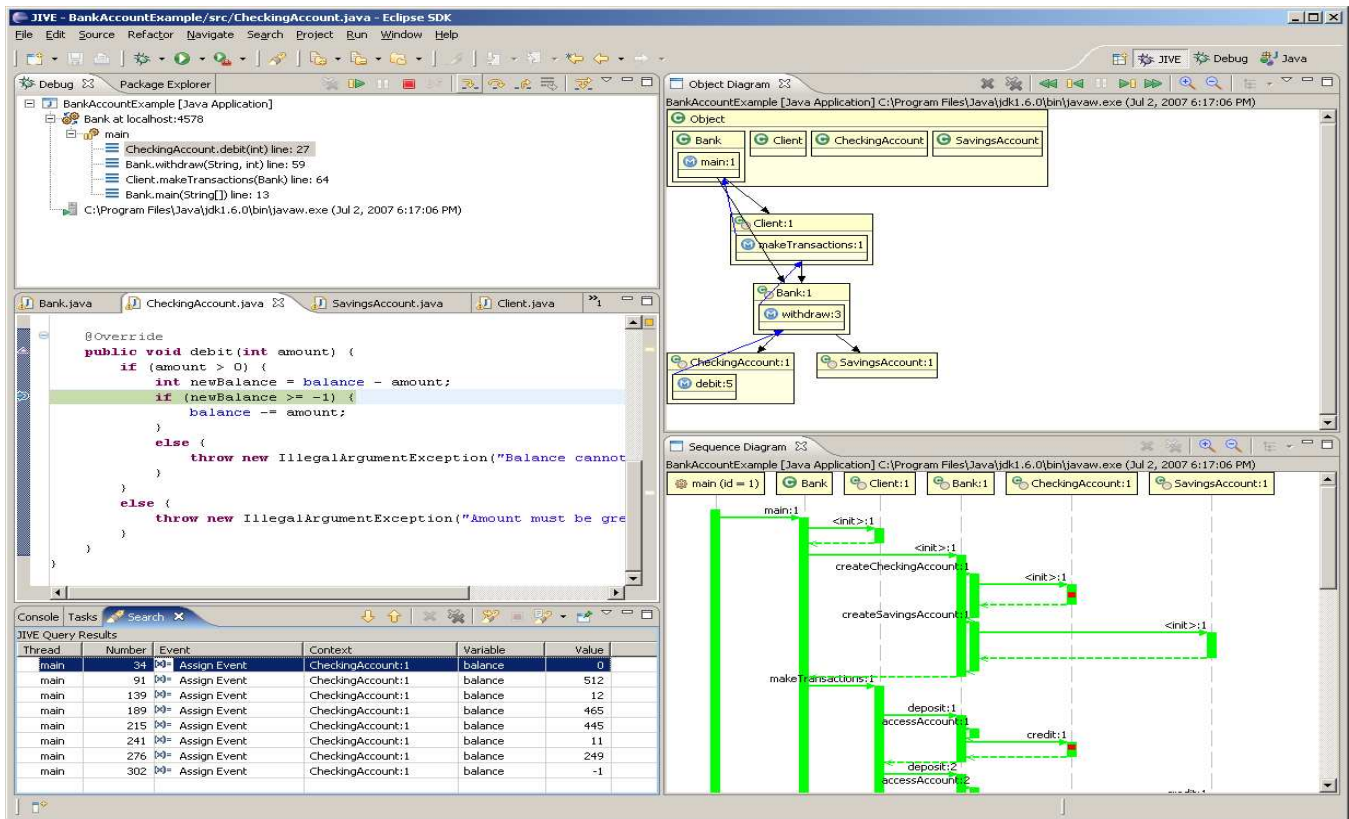 JIVE - BankAccountExample/src/CheckingAccount.java - Eclipse SDK
File Edit Source Refactor Navigate Search Project Run Window Help
JIVE Debug Java
Debug Package Explorer
BankAccountExample [Java Application]
Bank at localhost:4578
main
CheckingAccount.debit(int) line: 27
Bank.withdraw(String, int) line: 59
Client.makeTransactions(Bank) line: 64
Bank.main(String[]) line: 13
C:\Program Files\Java\jdk1.6.0\bin\javaw.exe (Jul 2, 2007 6:17:06 PM)
Bank.java CheckingAccount.java SavingsAccount.java Client.java »1
@Override
public void debit(int amount) {
if (amount > 0) {
int newBalance = balance - amount;
if (newBalance >= -1) {
balance -= amount;
}
else {
throw new IllegalArgumentException("Balance cannot
}
}
else {
throw new IllegalArgumentException("Amount must be gre
}
}
}
Console Tasks Search
JIVE Query Results
Thread Number Event Context Variable Value
main 34 Assign Event CheckingAccount:1 balance 0
main 91 Assign Event CheckingAccount:1 balance 512
main 139 Assign Event CheckingAccount:1 balance 12
main 189 Assign Event CheckingAccount:1 balance 465
main 215 Assign Event CheckingAccount:1 balance 445
main 241 Assign Event CheckingAccount:1 balance 11
main 276 Assign Event CheckingAccount:1 balance 249
main 302 Assign Event CheckingAccount:1 balance -1
Object Diagram
BankAccountExample [Java Application] C:\Program Files\Java\jdk1.6.0\bin\javaw.exe (Jul 2, 2007 6:17:06 PM)
Object
Bank Client CheckingAccount SavingsAccount
main:1
Client:1
makeTransactions:1
Bank:1
withdraw:3
CheckingAccount:1 SavingsAccount:1
debit:5
Sequence Diagram
BankAccountExample [Java Application] C:\Program Files\Java\jdk1.6.0\bin\javaw.exe (Jul 2, 2007 6:17:06 PM)
main (id = 1) Bank Client:1 Bank:1 CheckingAccount:1 SavingsAccount:1
main:1
<init>:1
<init>:1
createCheckingAccount:1
<init>:1
createSavingsAccount:1
<init>:1
makeTransactions:1
deposit:1
accessAccount:1
credit:1
deposit:2
accessAccount:2